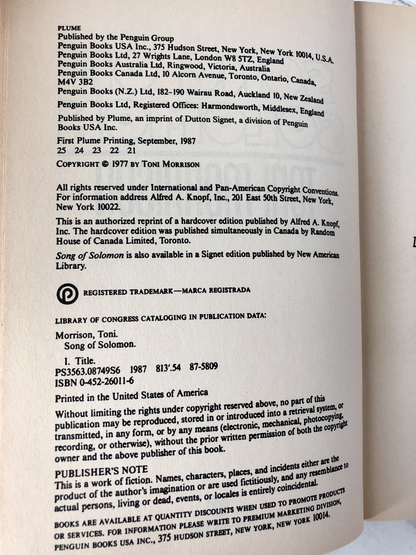 PLUME
Published by the Penguin Group
Penguin Books USA Inc., 375 Hudson Street, New York, New York 10014, U.S.A.
Penguin Books Ltd, 27 Wrights Lane, London W8 5TZ, England
Penguin Books Australia Ltd, Ringwood, Victoria, Australia
Penguin Books Canada Ltd, 10 Alcorn Avenue, Toronto, Ontario, Canada,
M4V 3B2
Penguin Books (N.Z.) Ltd, 182-190 Wairau Road, Auckland 10, New Zealand
Penguin Books Ltd, Registered Offices: Harmondsworth, Middlesex, England
Published by Plume, an imprint of Dutton Signet, a division of Penguin
Books USA Inc.
First Plume Printing, September, 1987
25 24 23 22 21
COPYRIGHT © 1977 BY TONI MORRISON
All rights reserved under International and Pan-American Copyright Conventions.
For information address Alfred A. Knopf, Inc., 201 East 50th Street, New York,
New York 10022.
This is an authorized reprint of a hardcover edition published by Alfred A. Knopf,
Inc. The hardcover edition was published simultaneously in Canada by Random
House of Canada Limited, Toronto.
Song of Solomon is also available in a Signet edition published by New American
Library.
REGISTERED TRADEMARK—MARCA REGISTRADA
LIBRARY OF CONGRESS CATALOGING IN PUBLICATION DATA:
Morrison, Toni.
Song of Solomon.
I. Title.
PS3563.08749S6 1987 813'.54 87-5809
ISBN 0-452-26011-6
Printed in the United States of America
Without limiting the rights under copyright reserved above, no part of this
publication may be reproduced, stored in or introduced into a retrieval system, or
transmitted, in any form, or by any means (electronic, mechanical, photocopying,
recording, or otherwise), without the prior written permission of both the copyright
owner and the above publisher of this book.
PUBLISHER'S NOTE
This is a work of fiction. Names, characters, places, and incidents either are the
product of the author's imagination or are used fictitiously, and any resemblance to
actual persons, living or dead, events, or locales is entirely coincidental.
BOOKS ARE AVAILABLE AT QUANTITY DISCOUNTS WHEN USED TO PROMOTE PRODUCTS
OR SERVICES. FOR INFORMATION PLEASE WRITE TO PREMIUM MARKETING DIVISION,
PENGUIN BOOKS USA INC., 375 HUDSON STREET, NEW YORK, NEW YORK 10014.